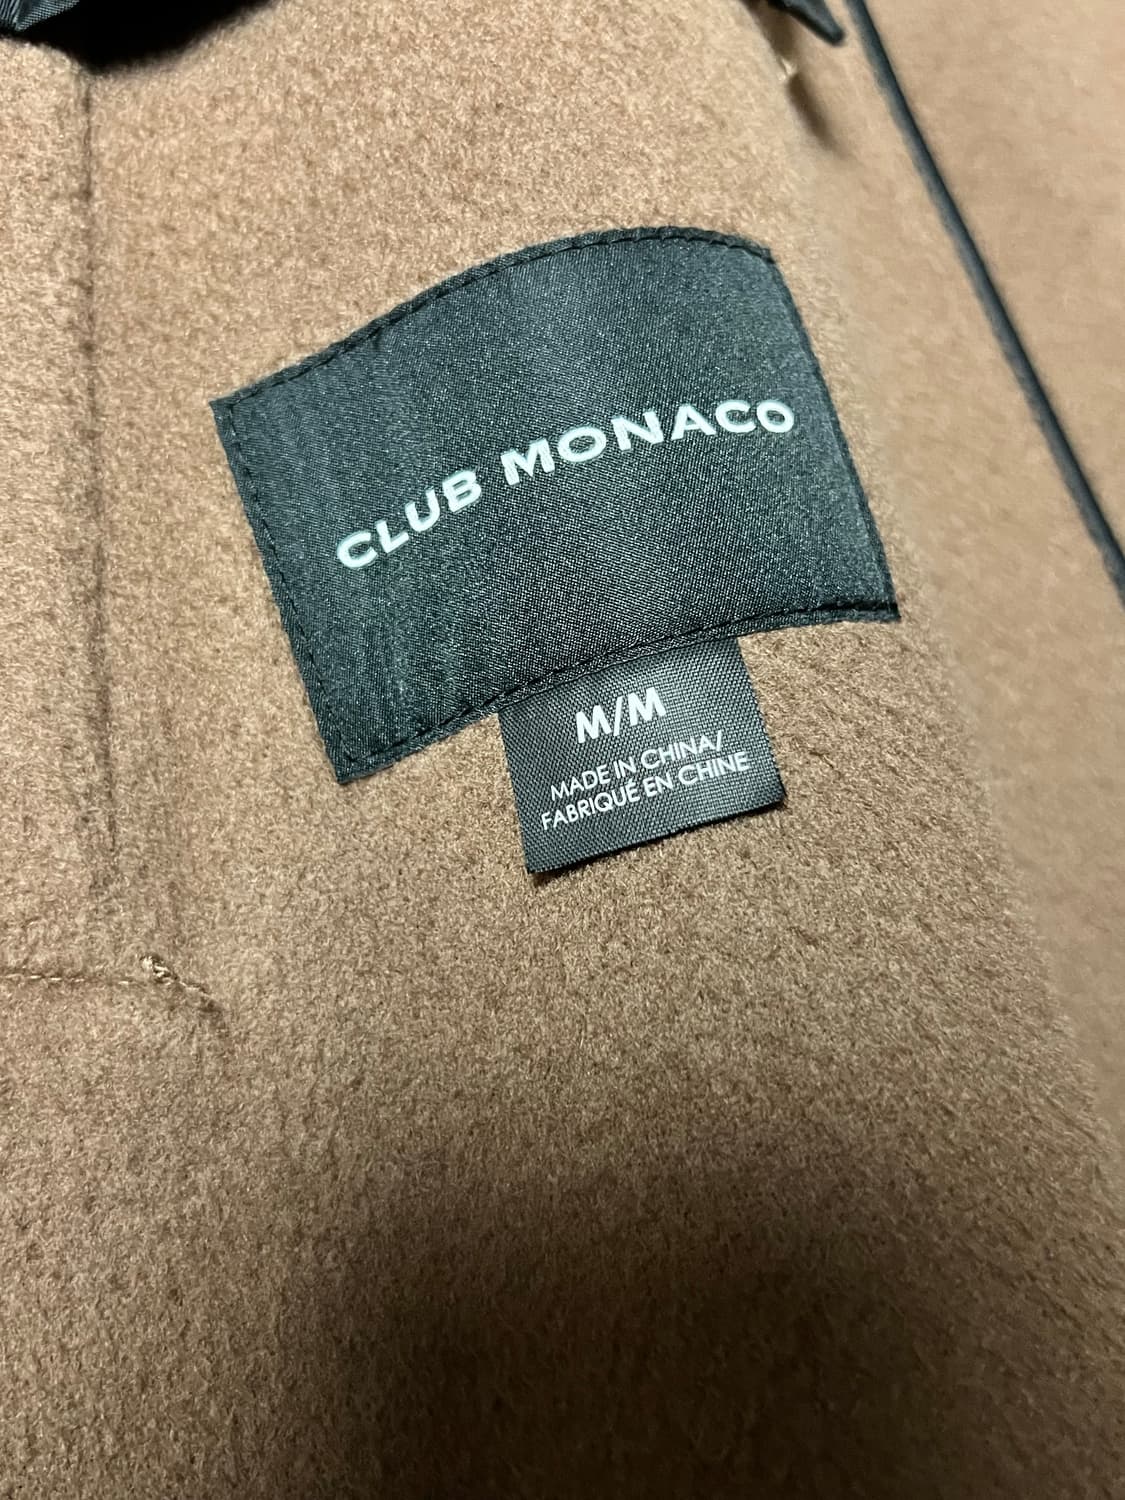 CLUB MONACO
M/M
MADE IN CHINA/
FABRIQUÉ EN CHINE